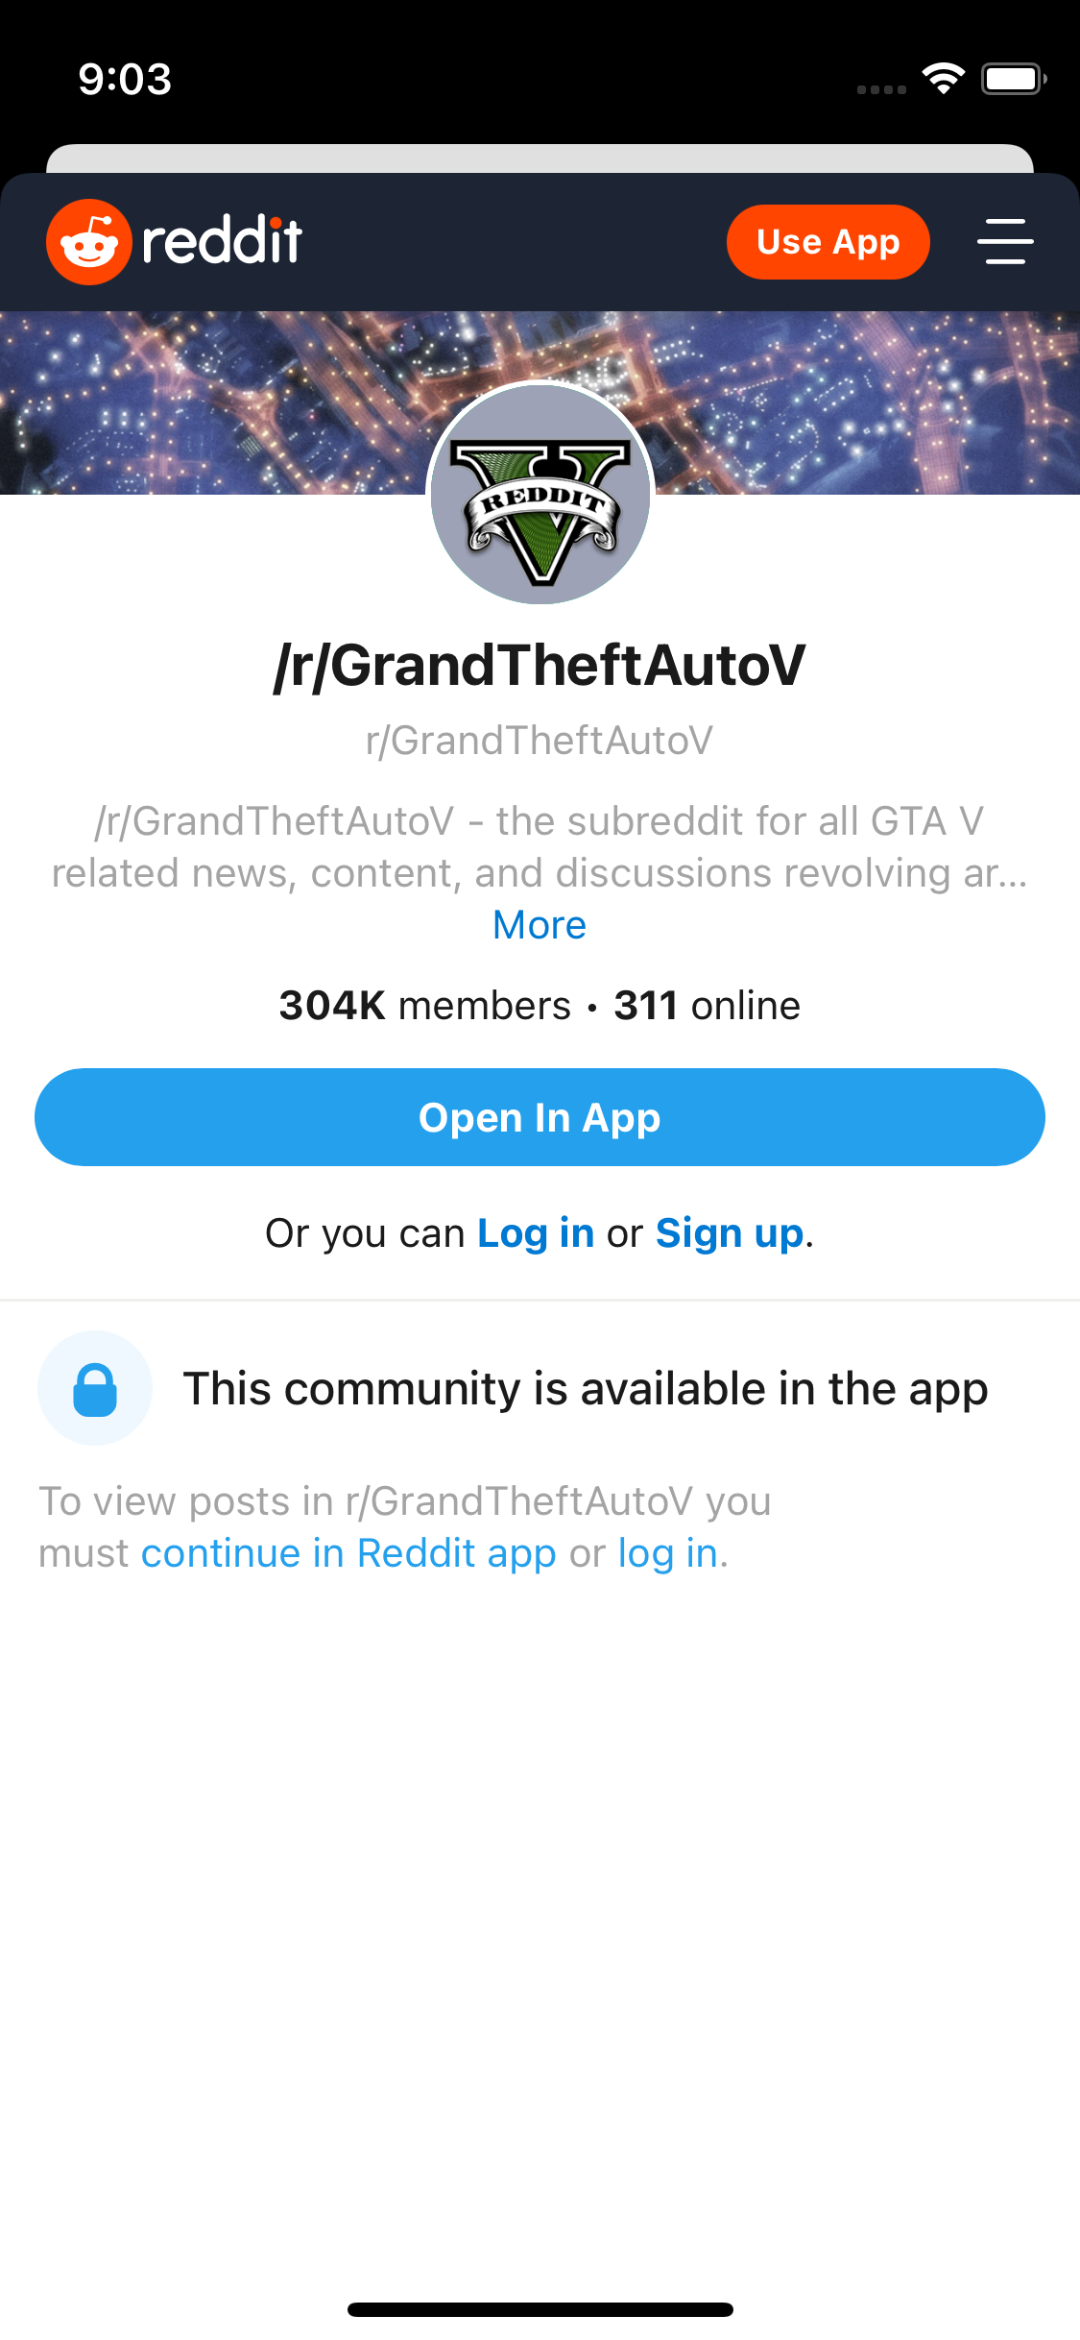 9:03
reddit
Use App
REDDIT
/r/GrandTheftAutoV
r/GrandTheftAutoV
/r/GrandTheftAutoV - the subreddit for all GTA V
related news, content, and discussions revolving ar...
More
304K members • 311 online
Open In App
Or you can Log in or Sign up.
This community is available in the app
To view posts in r/GrandTheftAutoV you
must continue in Reddit app or log in.